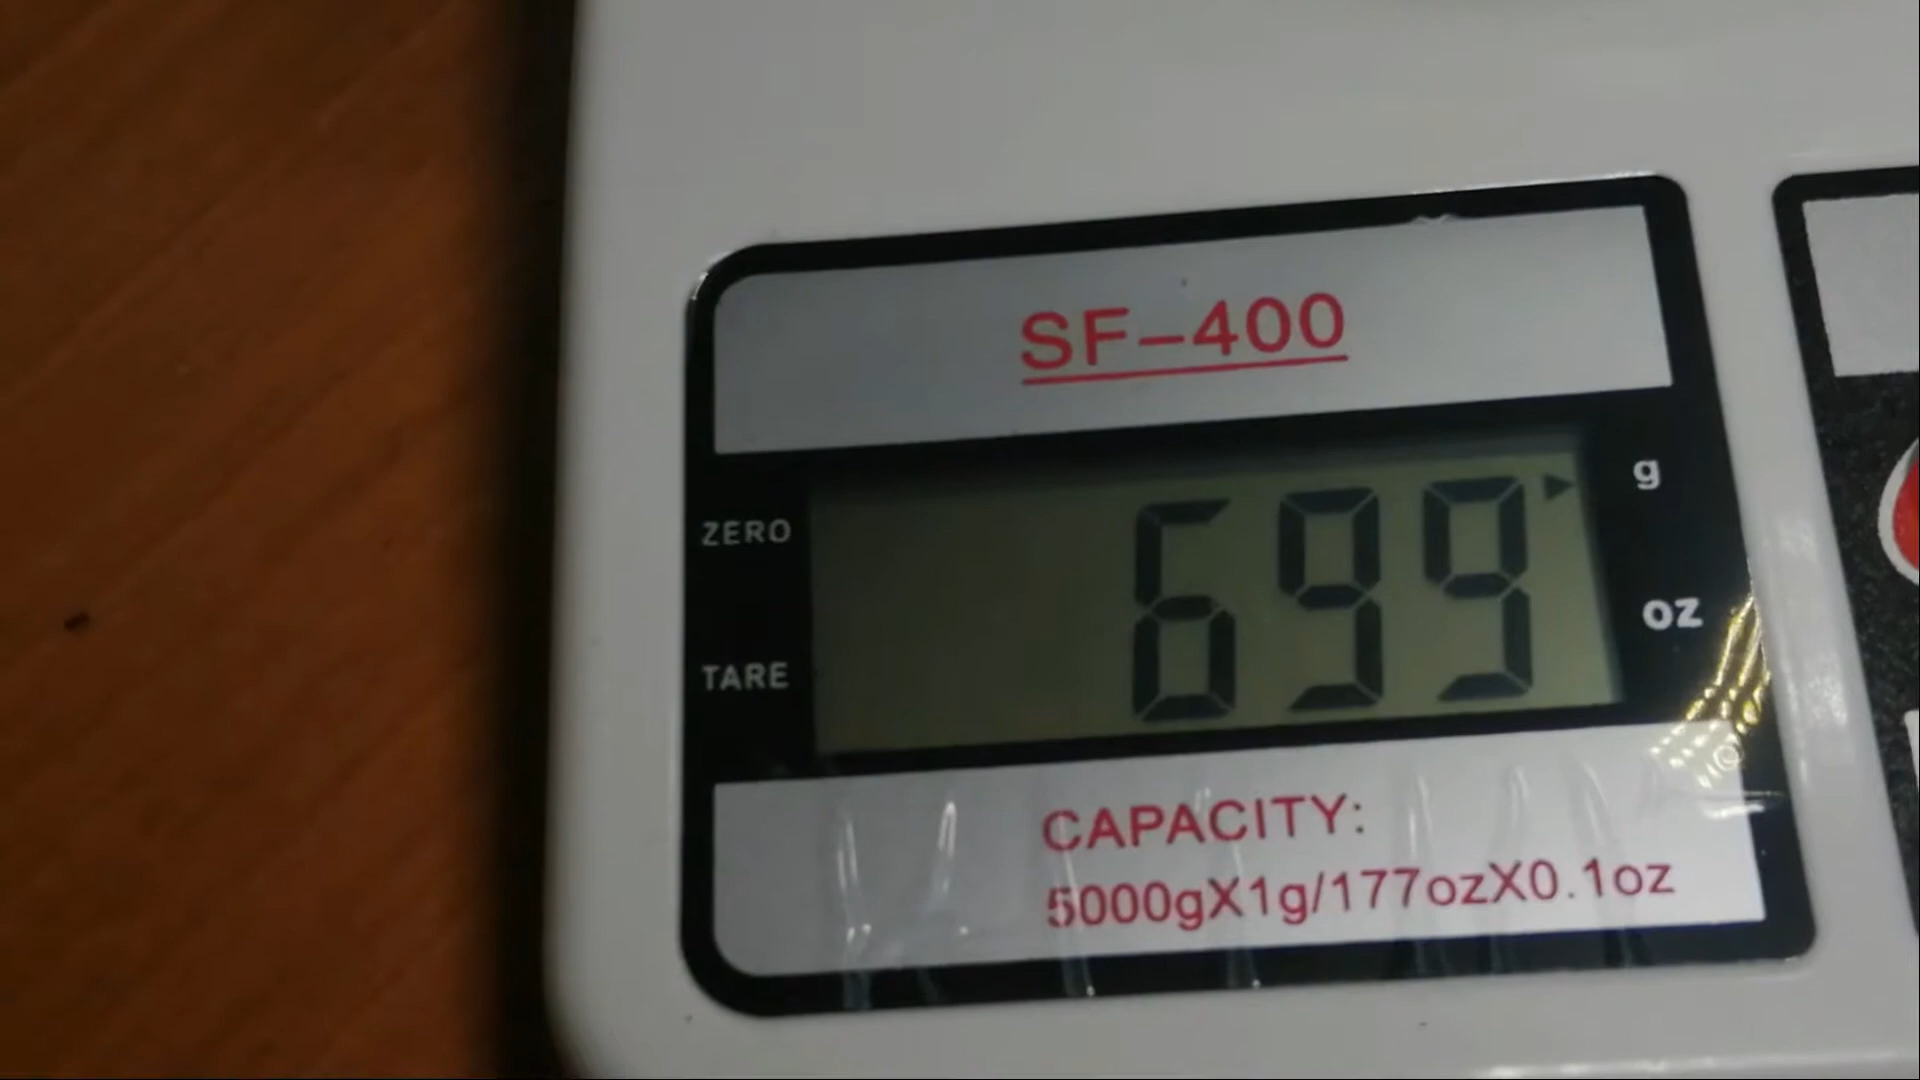 SF-400
g
ZERO
699
oz
TARE
CAPACITY:
5000gX1g/177ozX0.1oz